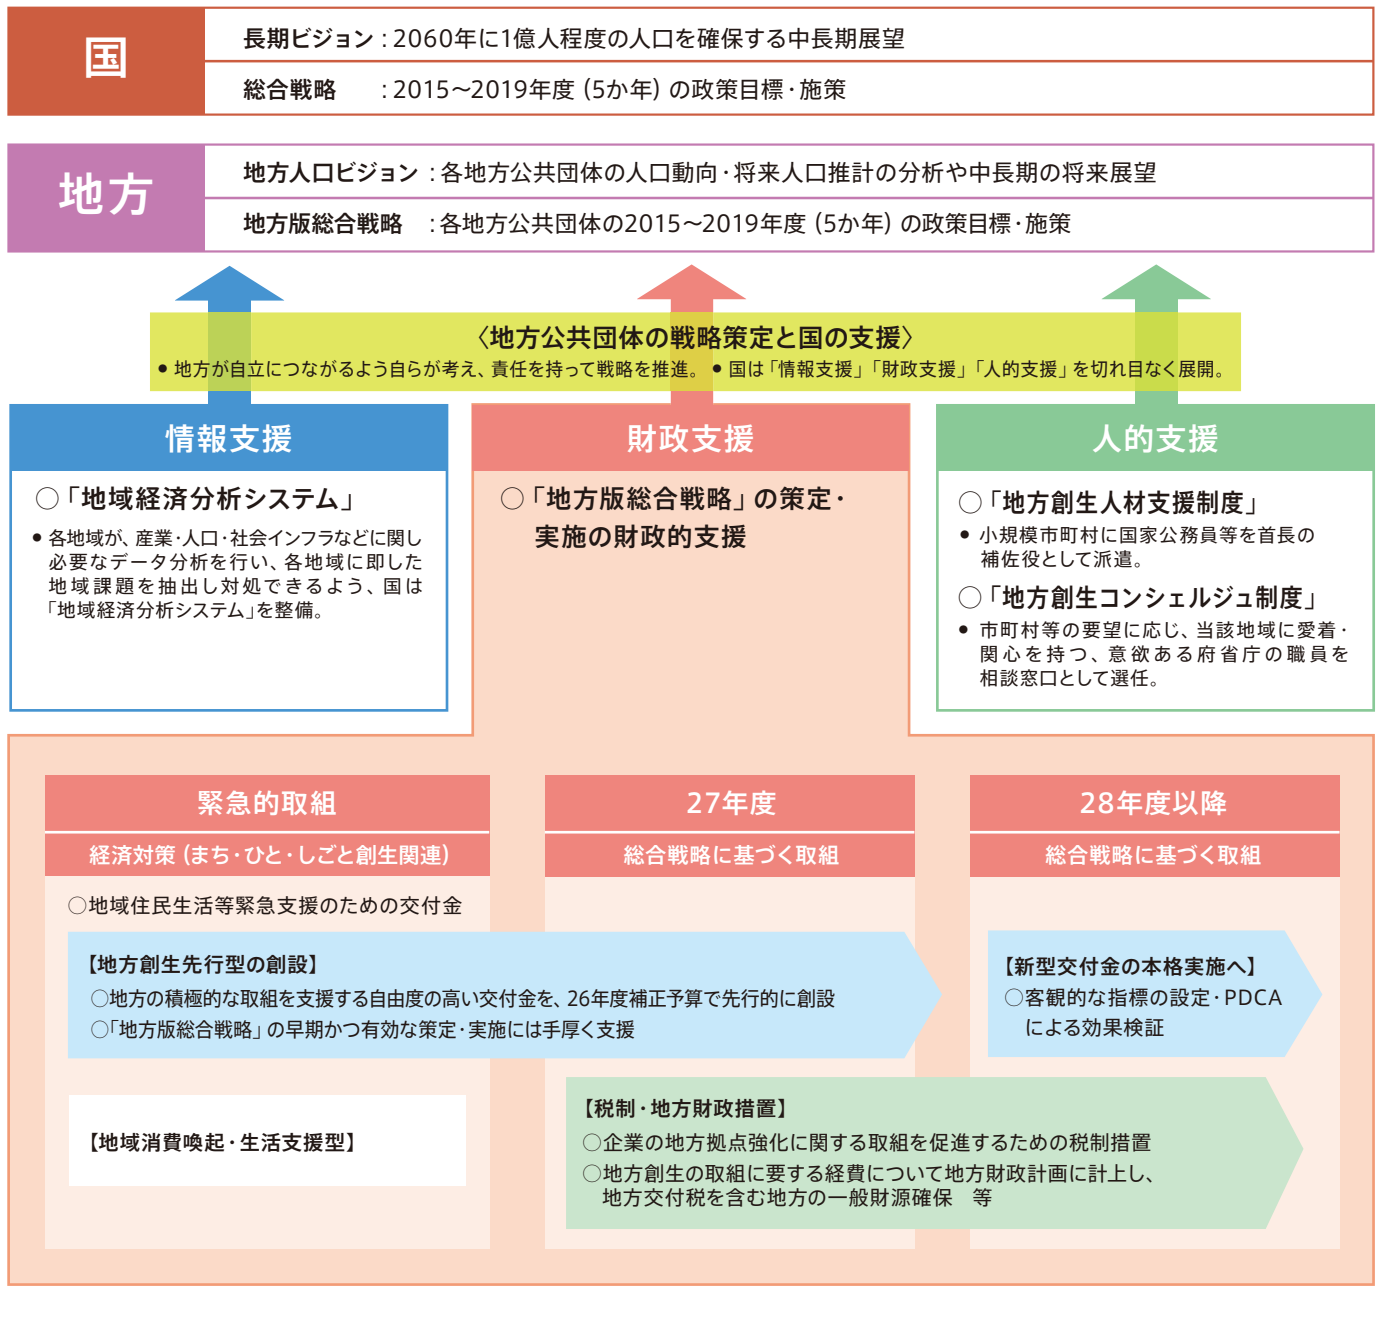 国
長期ビジョン：2060年に1億人程度の人口を確保する中長期展望
総合戦略　：2015～2019年度（5か年）の政策目標・施策
地方
地方人口ビジョン：各地方公共団体の人口動向・将来人口推計の分析や中長期の将来展望
地方版総合戦略　：各地方公共団体の2015～2019年度（5か年）の政策目標・施策
〈地方公共団体の戦略策定と国の支援〉
● 地方が自立につながるよう自らが考え、責任を持って戦略を推進。 ● 国は「情報支援」「財政支援」「人的支援」を切れ目なく展開。
情報支援
○「地域経済分析システム」
● 各地域が、産業・人口・社会インフラなどに関し
必要なデータ分析を行い、各地域に即した
地域課題を抽出し対処できるよう、国は
「地域経済分析システム」を整備。
財政支援
○「地方版総合戦略」の策定・
実施の財政的支援
人的支援
○「地方創生人材支援制度」
● 小規模市町村に国家公務員等を首長の
補佐役として派遣。
○「地方創生コンシェルジュ制度」
● 市町村等の要望に応じ、当該地域に愛着・
関心を持つ、意欲ある府省庁の職員を
相談窓口として選任。
緊急的取組
経済対策（まち・ひと・しごと創生関連）
○地域住民生活等緊急支援のための交付金
27年度
総合戦略に基づく取組
28年度以降
総合戦略に基づく取組
【地方創生先行型の創設】
○地方の積極的な取組を支援する自由度の高い交付金を、26年度補正予算で先行的に創設
○「地方版総合戦略」の早期かつ有効な策定・実施には手厚く支援
【新型交付金の本格実施へ】
○客観的な指標の設定・PDCA
による効果検証
【地域消費喚起・生活支援型】
【税制・地方財政措置】
○企業の地方拠点強化に関する取組を促進するための税制措置
○地方創生の取組に要する経費について地方財政計画に計上し、
地方交付税を含む地方の一般財源確保　等